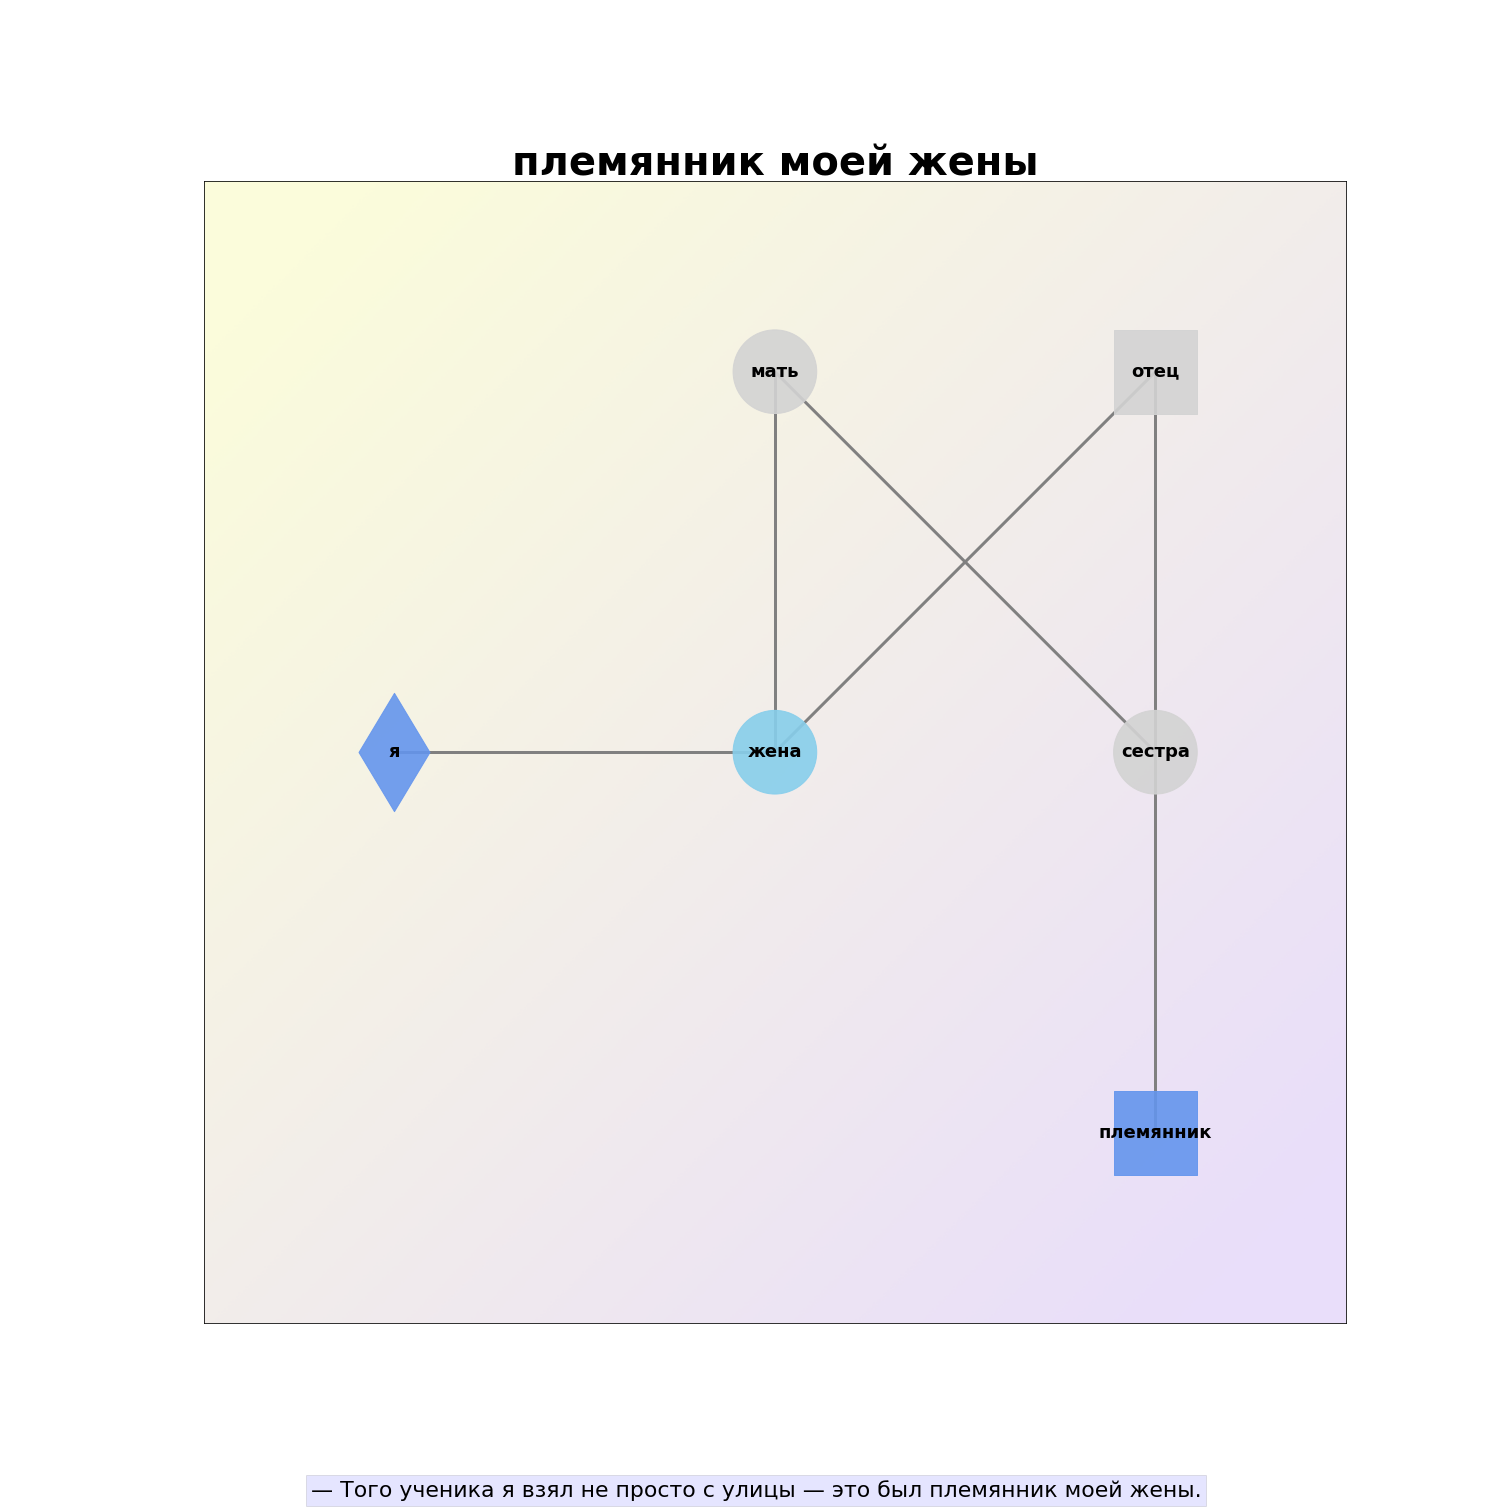 племянник моей жены
мать
отец
я
жена
сестра
племянник
— Того ученика я взял не просто с улицы — это был племянник моей жены.